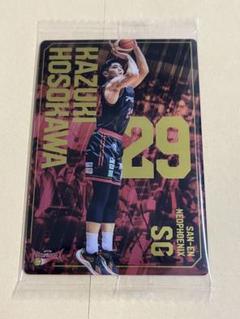 KAZUKI
HOSOKAWA
29
SAN-EN
NEOPHOENIX
SG